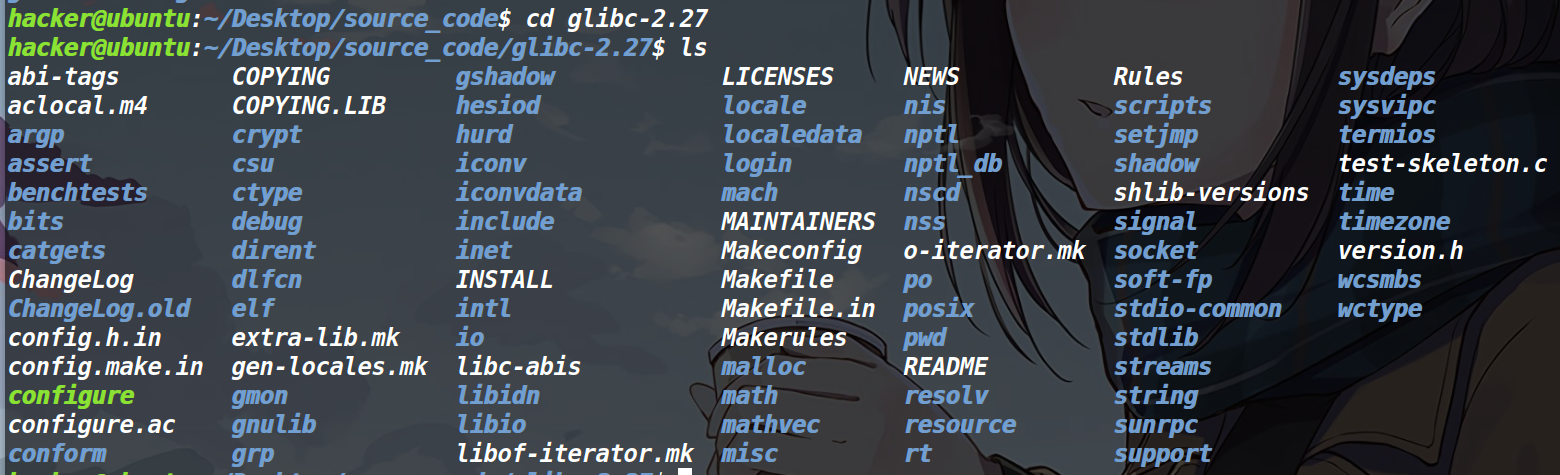 hacker@ubuntu:~/Desktop/source_code$ cd glibc-2.27
hacker@ubuntu:~/Desktop/source_code/glibc-2.27$ ls
abi-tags COPYING gshadow LICENSES NEWS Rules sysdeps
aclocal.m4 COPYING.LIB hesiod locale nis scripts sysvipc
argp crypt hurd localedata nptl setjmp termios
assert csu iconv login nptl_db shadow test-skeleton.c
benchtests ctype iconvdata mach nscd shlib-versions time
bits debug include MAINTAINERS nss signal timezone
catgets dirent inet Makeconfig o-iterator.mk socket version.h
ChangeLog dlfcn INSTALL Makefile po soft-fp wcsmbs
ChangeLog.old elf intl Makefile.in posix stdio-common wctype
config.h.in extra-lib.mk io Makerules pwd stdlib
config.make.in gen-locales.mk libc-abis malloc README streams
configure gmon libidn math resolv string
configure.ac gnulib libio mathvec resource sunrpc
conform grp libof-iterator.mk misc rt support